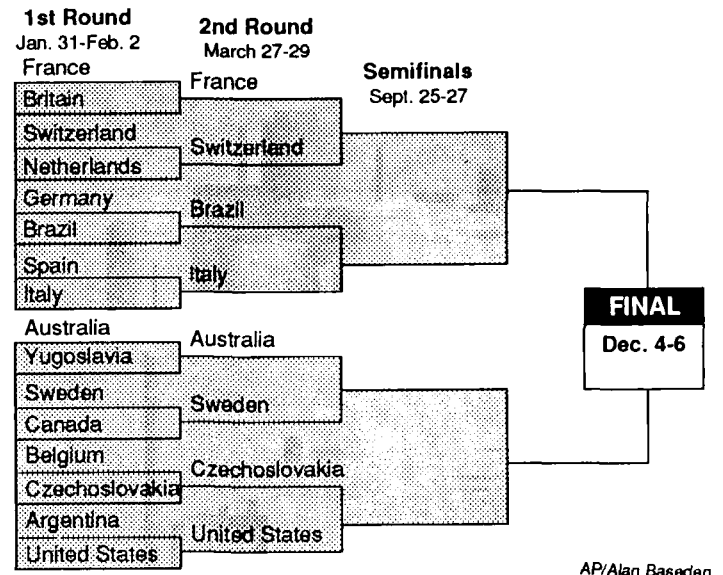 1st Round
Jan. 31-Feb. 2
France
Britain
Switzerland
Netherlands
Germany
Brazil
Spain
Italy
Australia
Yugoslavia
Sweden
Canada
Belgium
Czechoslovakia
Argentina
United States
2nd Round
March 27-29
France
Switzerland
Brazil
Italy
Australia
Sweden
Czechoslovakia
United States
Semifinals
Sept. 25-27
FINAL
Dec. 4-6
AP/Alan Baseden